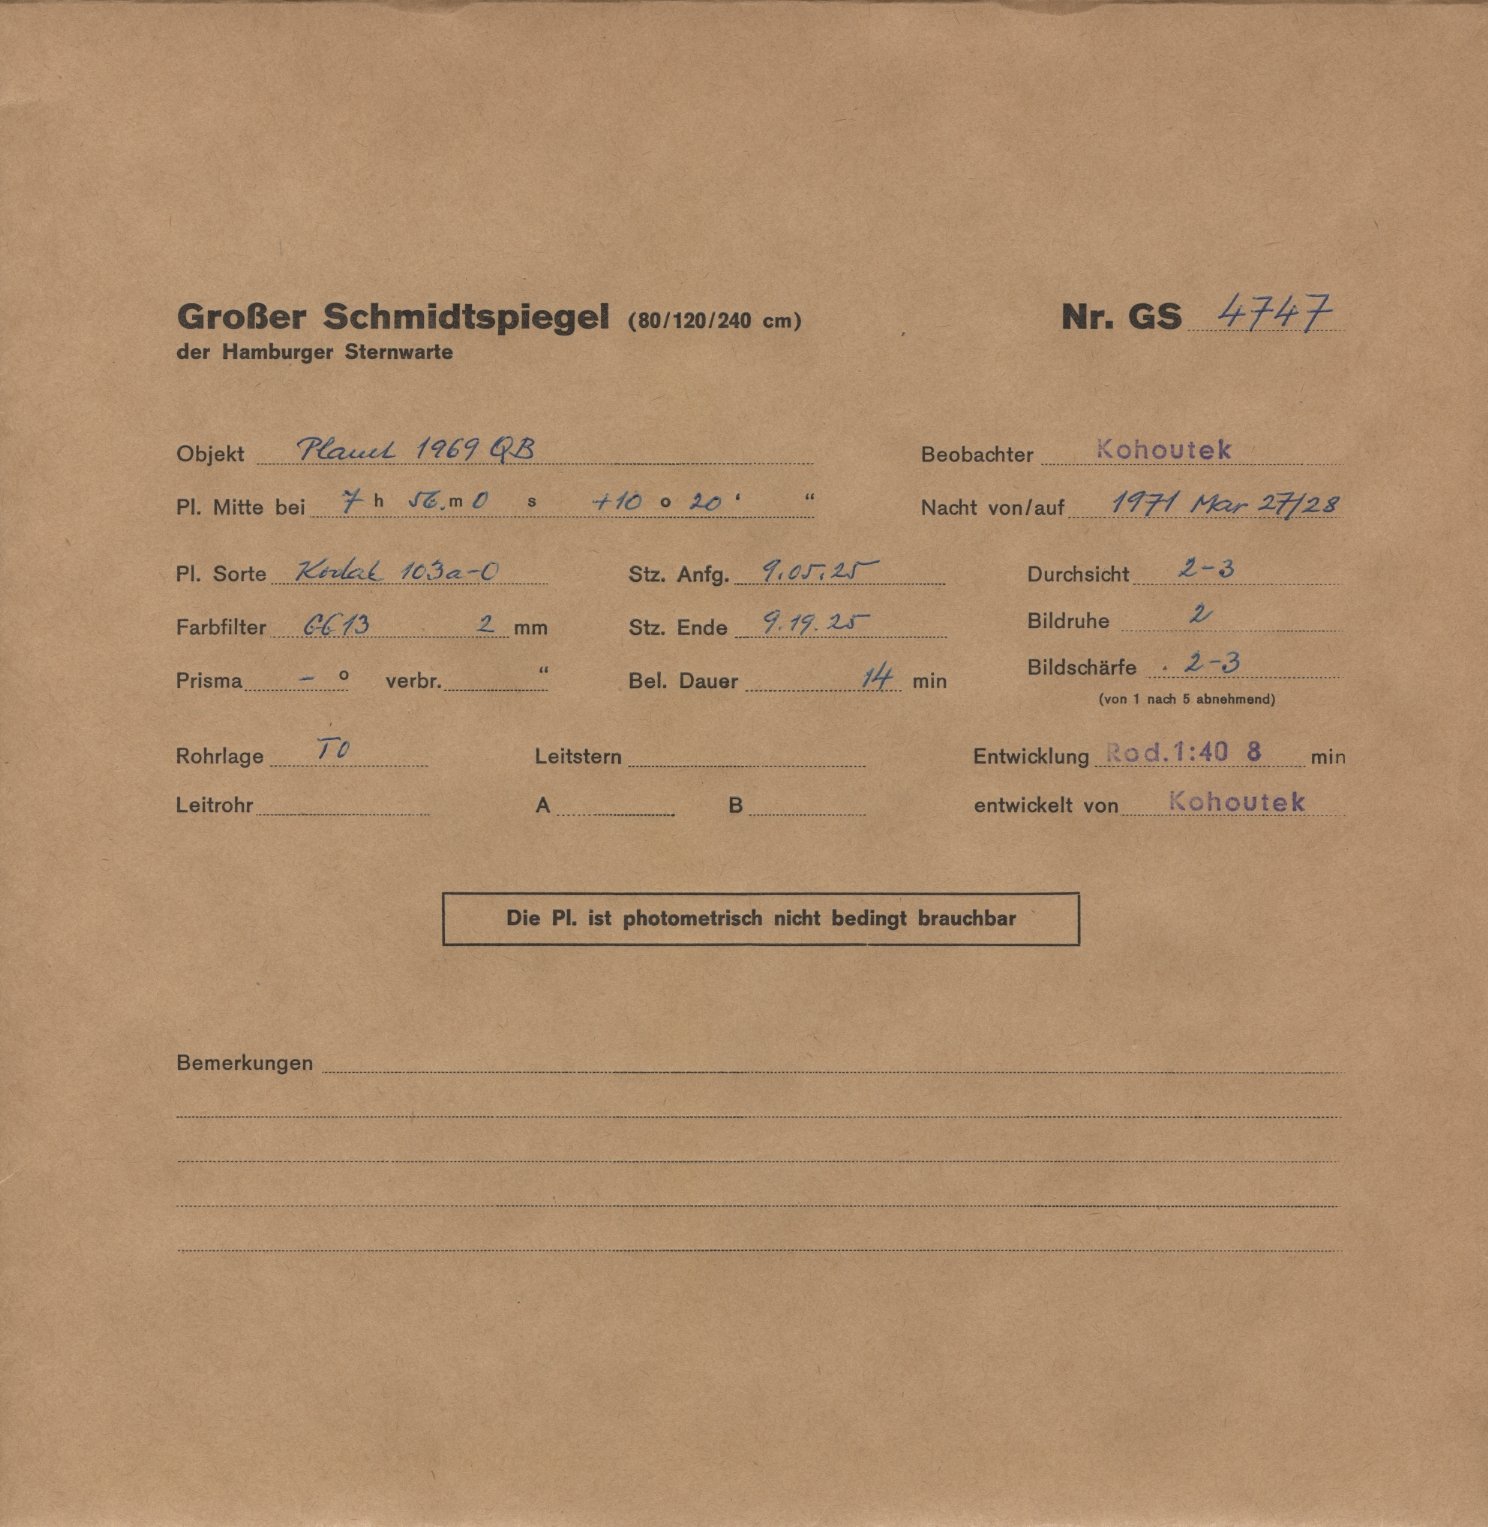 Großer Schmidtspiegel (80/120/240 cm) Nr. GS 4747
der Hamburger Sternwarte
Objekt Planet 1969 QB Beobachter Kohoutek
Pl. Mitte bei 7 h 56. m 0 s +10 o 20 ' “ Nacht von/auf 1971 Mar 27/28
Pl. Sorte Kodak 103a-O Stz. Anfg. 9.05.25 Durchsicht 2-3
Farbfilter GG13 2 mm Stz. Ende 9.19.25 Bildruhe 2
Prisma - o verbr. “ Bel. Dauer 14 min Bildschärfe . 2-3
(von 1 nach 5 abnehmend)
Rohrlage TO Leitstern Entwicklung Rod.1:40 8 min
Leitrohr A B entwickelt von Kohoutek
Die Pl. ist photometrisch nicht bedingt brauchbar
Bemerkungen